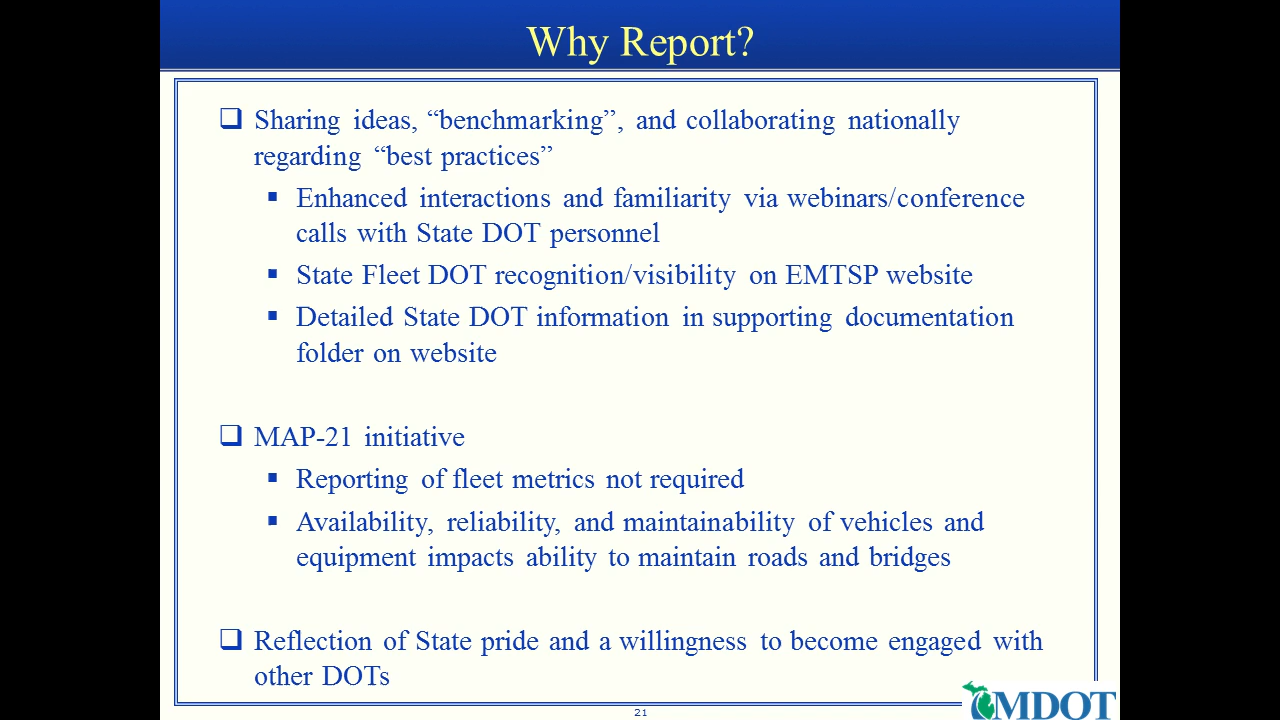 Why Report?
❑ Sharing ideas, “benchmarking”, and collaborating nationally
regarding “best practices”
▪ Enhanced interactions and familiarity via webinars/conference
calls with State DOT personnel
▪ State Fleet DOT recognition/visibility on EMTSP website
▪ Detailed State DOT information in supporting documentation
folder on website
❑ MAP-21 initiative
▪ Reporting of fleet metrics not required
▪ Availability, reliability, and maintainability of vehicles and
equipment impacts ability to maintain roads and bridges
❑ Reflection of State pride and a willingness to become engaged with
other DOTs
21
MDOT